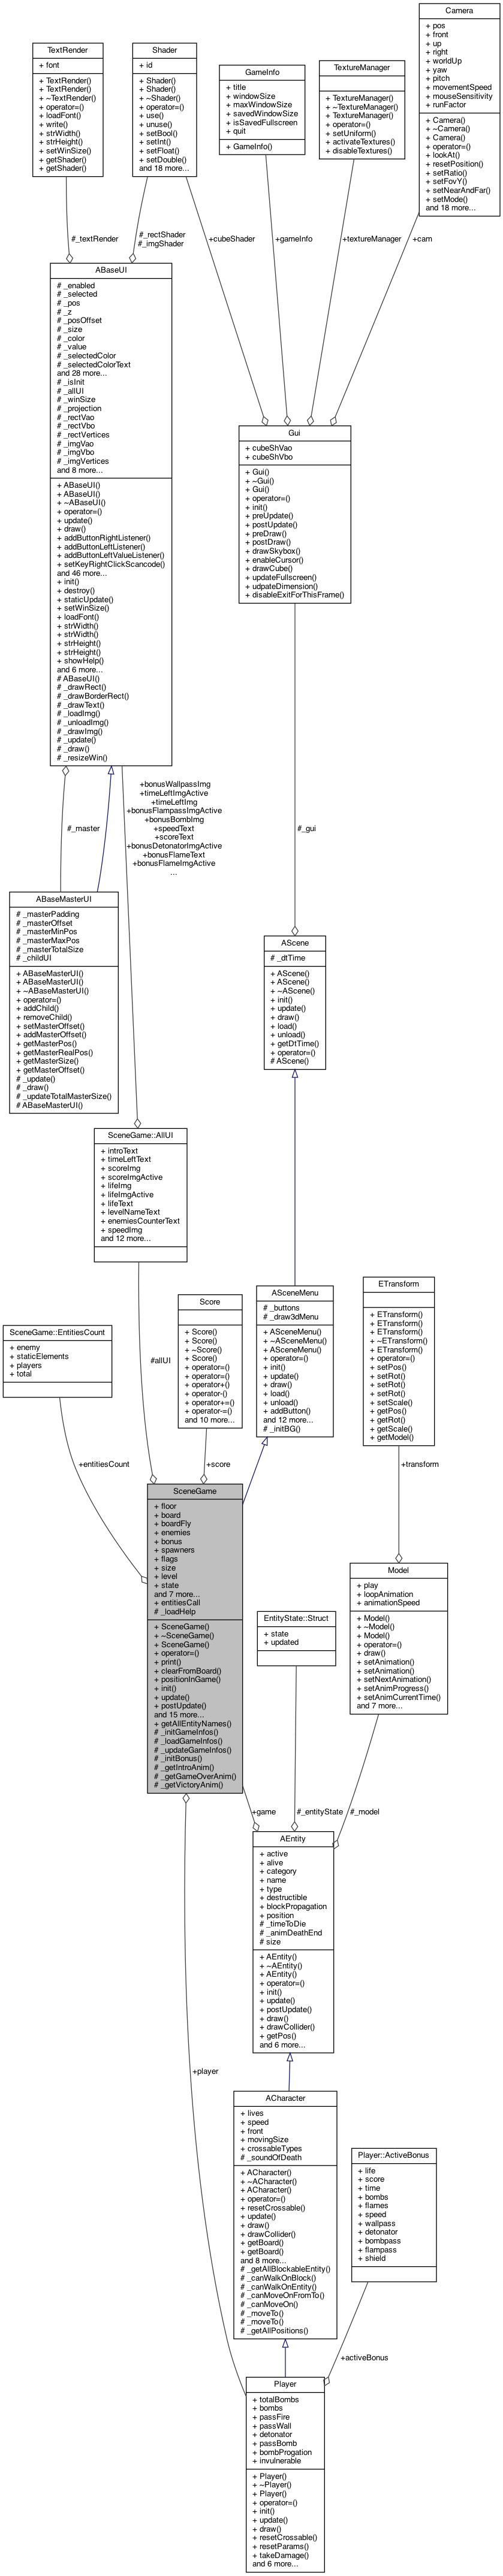 Camera
+ pos
+ front
+ up
+ right
+ worldUp
+ yaw
+ pitch
+ movementSpeed
+ mouseSensitivity
+ runFactor
+ Camera()
+ ~Camera()
+ Camera()
+ operator=()
+ lookAt()
+ resetPosition()
+ setRatio()
+ setFovY()
+ setNearAndFar()
+ setMode()
and 18 more...
TextRender
+ font
+ TextRender()
+ TextRender()
+ ~TextRender()
+ operator=()
+ loadFont()
+ write()
+ strWidth()
+ strHeight()
+ setWinSize()
+ getShader()
+ getShader()
Shader
+ id
+ Shader()
+ Shader()
+ ~Shader()
+ operator=()
+ use()
+ unuse()
+ setBool()
+ setInt()
+ setFloat()
+ setDouble()
and 18 more...
GameInfo
+ title
+ windowSize
+ maxWindowSize
+ savedWindowSize
+ isSavedFullscreen
+ quit
+ GameInfo()
TextureManager
+ TextureManager()
+ ~TextureManager()
+ TextureManager()
+ operator=()
+ setUniform()
+ activateTextures()
+ disableTextures()
#_textRender
#_rectShader
#_imgShader
+cubeShader
+gameInfo
+textureManager
+cam
ABaseUI
# _enabled
# _selected
# _pos
# _z
# _posOffset
# _size
# _color
# _value
# _selectedColor
# _selectedColorText
and 28 more...
# _isInit
# _allUI
# _winSize
# _projection
# _rectVao
# _rectVbo
# _rectVertices
# _imgVao
# _imgVbo
# _imgVertices
and 8 more...
+ ABaseUI()
+ ABaseUI()
+ ~ABaseUI()
+ operator=()
+ update()
+ draw()
+ addButtonRightListener()
+ addButtonLeftListener()
+ addButtonLeftValueListener()
+ setKeyRightClickScancode()
and 46 more...
+ init()
+ destroy()
+ staticUpdate()
+ setWinSize()
+ loadFont()
+ strWidth()
+ strWidth()
+ strHeight()
+ strHeight()
+ showHelp()
and 6 more...
# ABaseUI()
# _drawRect()
# _drawBorderRect()
# _drawText()
# _loadImg()
# _unloadImg()
# _drawImg()
# _update()
# _draw()
# _resizeWin()
Gui
+ cubeShVao
+ cubeShVbo
+ Gui()
+ ~Gui()
+ Gui()
+ operator=()
+ init()
+ preUpdate()
+ postUpdate()
+ preDraw()
+ postDraw()
+ drawSkybox()
+ enableCursor()
+ drawCube()
+ updateFullscreen()
+ udpateDimension()
+ disableExitForThisFrame()
#_master
+bonusWallpassImg
+timeLeftImgActive
+timeLeftImg
+bonusFlampassImgActive
+bonusBombImg
+speedText
+scoreText
+bonusDetonatorImgActive
+bonusFlameText
+bonusFlameImgActive
...
#_gui
ABaseMasterUI
# _masterPadding
# _masterOffset
# _masterMinPos
# _masterMaxPos
# _masterTotalSize
# _childUI
+ ABaseMasterUI()
+ ABaseMasterUI()
+ ~ABaseMasterUI()
+ operator=()
+ addChild()
+ removeChild()
+ setMasterOffset()
+ addMasterOffset()
+ getMasterPos()
+ getMasterRealPos()
+ getMasterSize()
+ getMasterOffset()
# _update()
# _draw()
# _updateTotalMasterSize()
# ABaseMasterUI()
AScene
# _dtTime
+ AScene()
+ AScene()
+ ~AScene()
+ init()
+ update()
+ draw()
+ load()
+ unload()
+ getDtTime()
+ operator=()
# AScene()
SceneGame::AllUI
+ introText
+ timeLeftText
+ scoreImg
+ scoreImgActive
+ lifeImg
+ lifeImgActive
+ lifeText
+ levelNameText
+ enemiesCounterText
+ speedImg
and 12 more...
SceneGame::EntitiesCount
+ enemy
+ staticElements
+ players
+ total
#allUI
Score
+ Score()
+ Score()
+ ~Score()
+ Score()
+ operator=()
+ operator=()
+ operator+()
+ operator-()
+ operator+=()
+ operator-=()
and 10 more...
ASceneMenu
# _buttons
# _draw3dMenu
+ ASceneMenu()
+ ~ASceneMenu()
+ ASceneMenu()
+ operator=()
+ init()
+ update()
+ draw()
+ load()
+ unload()
+ addButton()
and 12 more...
# _initBG()
ETransform
+ ETransform()
+ ETransform()
+ ETransform()
+ ~ETransform()
+ ETransform()
+ operator=()
+ setPos()
+ setRot()
+ setRot()
+ setRot()
+ setScale()
+ getPos()
+ getRot()
+ getScale()
+ getModel()
+entitiesCount
+score
+transform
SceneGame
+ floor
+ board
+ boardFly
+ enemies
+ bonus
+ spawners
+ flags
+ size
+ level
+ state
and 7 more...
+ entitiesCall
# _loadHelp
+ SceneGame()
+ ~SceneGame()
+ SceneGame()
+ operator=()
+ print()
+ clearFromBoard()
+ positionInGame()
+ init()
+ update()
+ postUpdate()
and 15 more...
+ getAllEntityNames()
# _initGameInfos()
# _loadGameInfos()
# _updateGameInfos()
# _initBonus()
# _getIntroAnim()
# _getGameOverAnim()
# _getVictoryAnim()
EntityState::Struct
+ state
+ updated
Model
+ play
+ loopAnimation
+ animationSpeed
+ Model()
+ ~Model()
+ Model()
+ operator=()
+ draw()
+ setAnimation()
+ setAnimation()
+ setNextAnimation()
+ setAnimProgress()
+ setAnimCurrentTime()
and 7 more...
+game
#_entityState
#_model
AEntity
+ active
+ alive
+ category
+ name
+ type
+ destructible
+ blockPropagation
+ position
# _timeToDie
# _animDeathEnd
# size
+ AEntity()
+ ~AEntity()
+ AEntity()
+ operator=()
+ init()
+ update()
+ postUpdate()
+ draw()
+ drawCollider()
+ getPos()
and 6 more...
+player
ACharacter
+ lives
+ speed
+ front
+ movingSize
+ crossableTypes
# _soundOfDeath
+ ACharacter()
+ ~ACharacter()
+ ACharacter()
+ operator=()
+ resetCrossable()
+ update()
+ draw()
+ drawCollider()
+ getBoard()
+ getBoard()
and 8 more...
# _getAllBlockableEntity()
# _canWalkOnBlock()
# _canWalkOnEntity()
# _canMoveOnFromTo()
# _canMoveOn()
# _moveTo()
# _moveTo()
# _getAllPositions()
Player::ActiveBonus
+ life
+ score
+ time
+ bombs
+ flames
+ speed
+ wallpass
+ detonator
+ bombpass
+ flampass
+ shield
+activeBonus
Player
+ totalBombs
+ bombs
+ passFire
+ passWall
+ detonator
+ passBomb
+ bombProgation
+ invulnerable
+ Player()
+ ~Player()
+ Player()
+ operator=()
+ init()
+ update()
+ draw()
+ resetCrossable()
+ resetParams()
+ takeDamage()
and 6 more...